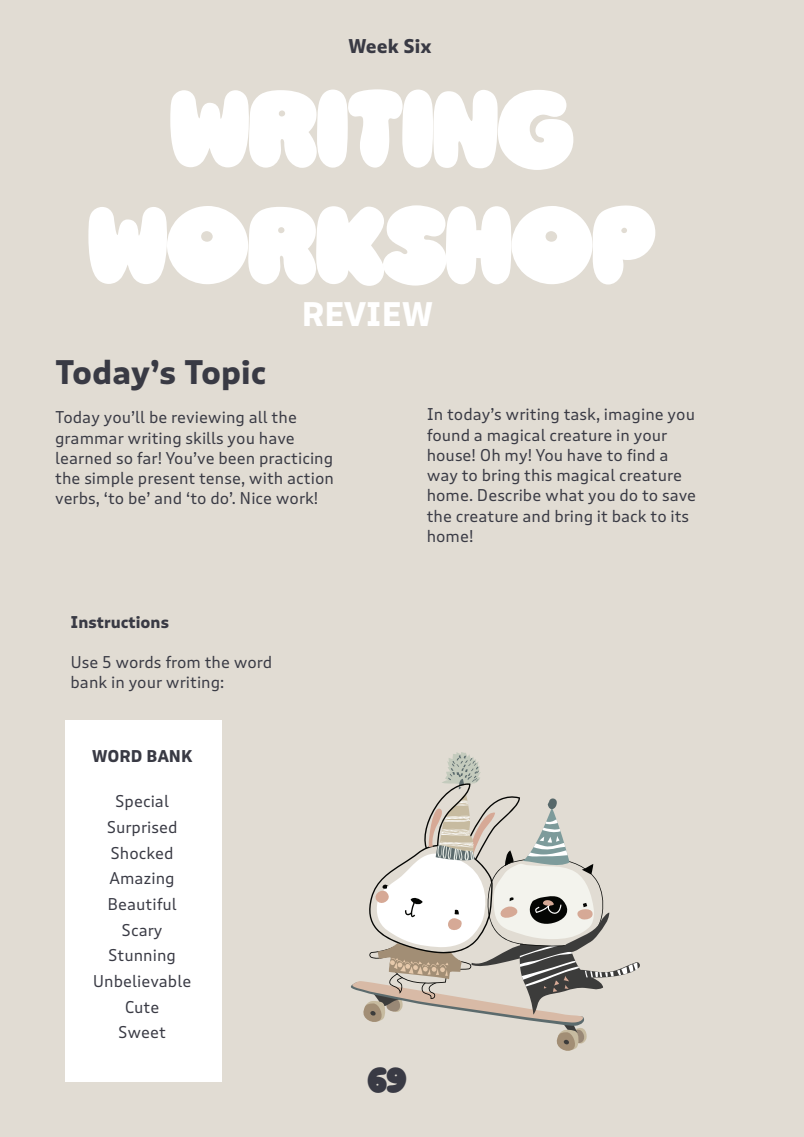 Week Six
WRITING
WORKSHOP
REVIEW
Today’s Topic
Today you’ll be reviewing all the
grammar writing skills you have
learned so far! You’ve been practicing
the simple present tense, with action
verbs, ‘to be’ and ‘to do’. Nice work!
In today’s writing task, imagine you
found a magical creature in your
house! Oh my! You have to find a
way to bring this magical creature
home. Describe what you do to save
the creature and bring it back to its
home!
Instructions
Use 5 words from the word
bank in your writing:
WORD BANK
Special
Surprised
Shocked
Amazing
Beautiful
Scary
Stunning
Unbelievable
Cute
Sweet
69